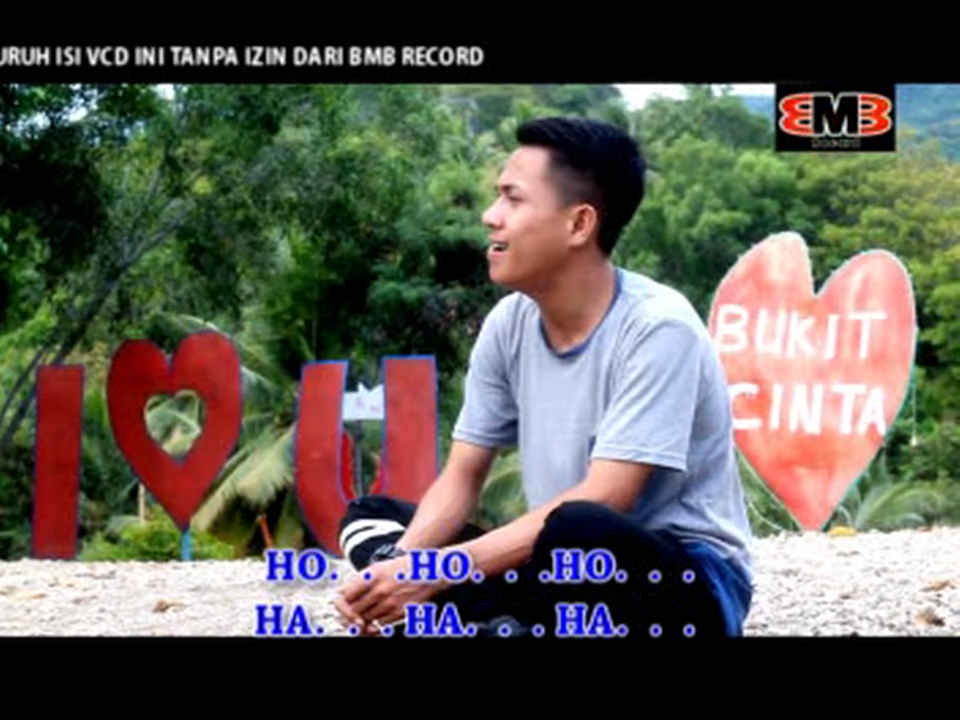 URUH ISI VCD INI TANPA IZIN DARI BMB RECORD
BMB
I U
BUKIT
CINTA
HO. . .HO. . .HO. . .
HA. . .HA. . .HA. . .